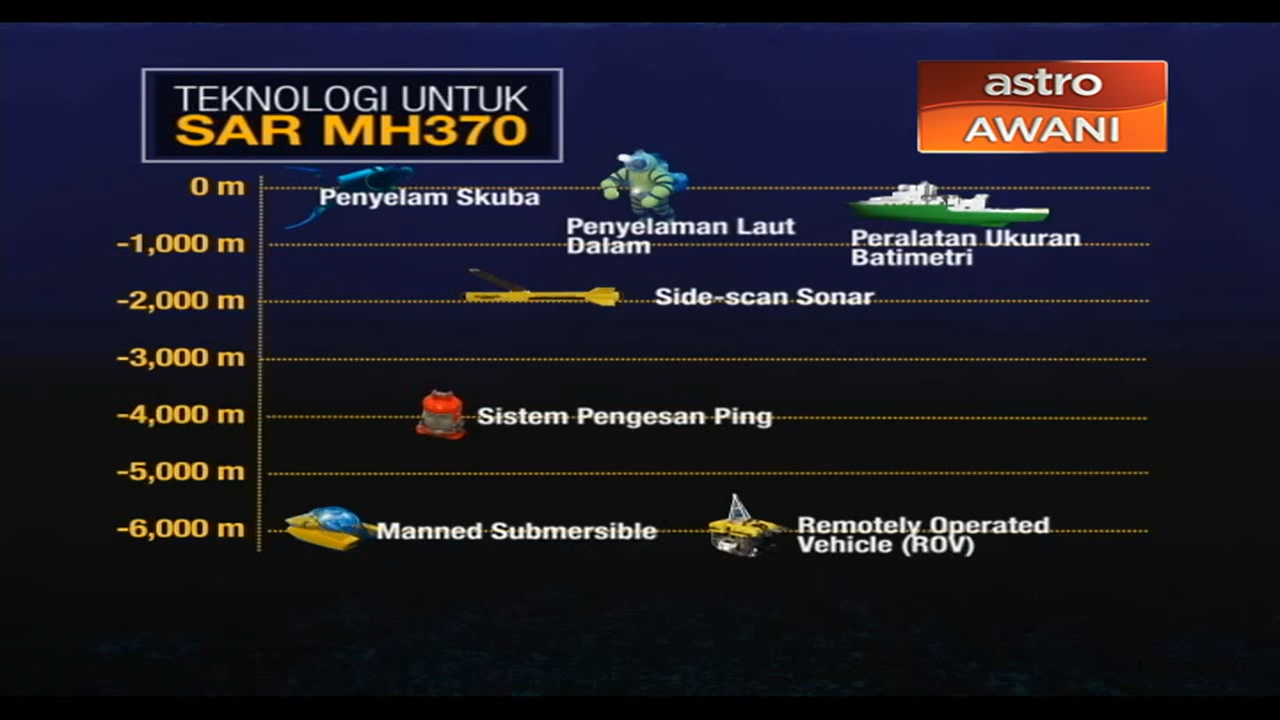 TEKNOLOGI UNTUK
SAR MH370
astro
AWANI
0 m
Penyelam Skuba
Penyelaman Laut
Dalam
Peralatan Ukuran
Batimetri
-1,000 m
-2,000 m
Side-scan Sonar
-3,000 m
-4,000 m
Sistem Pengesan Ping
-5,000 m
-6,000 m
Manned Submersible
Remotely Operated
Vehicle (ROV)